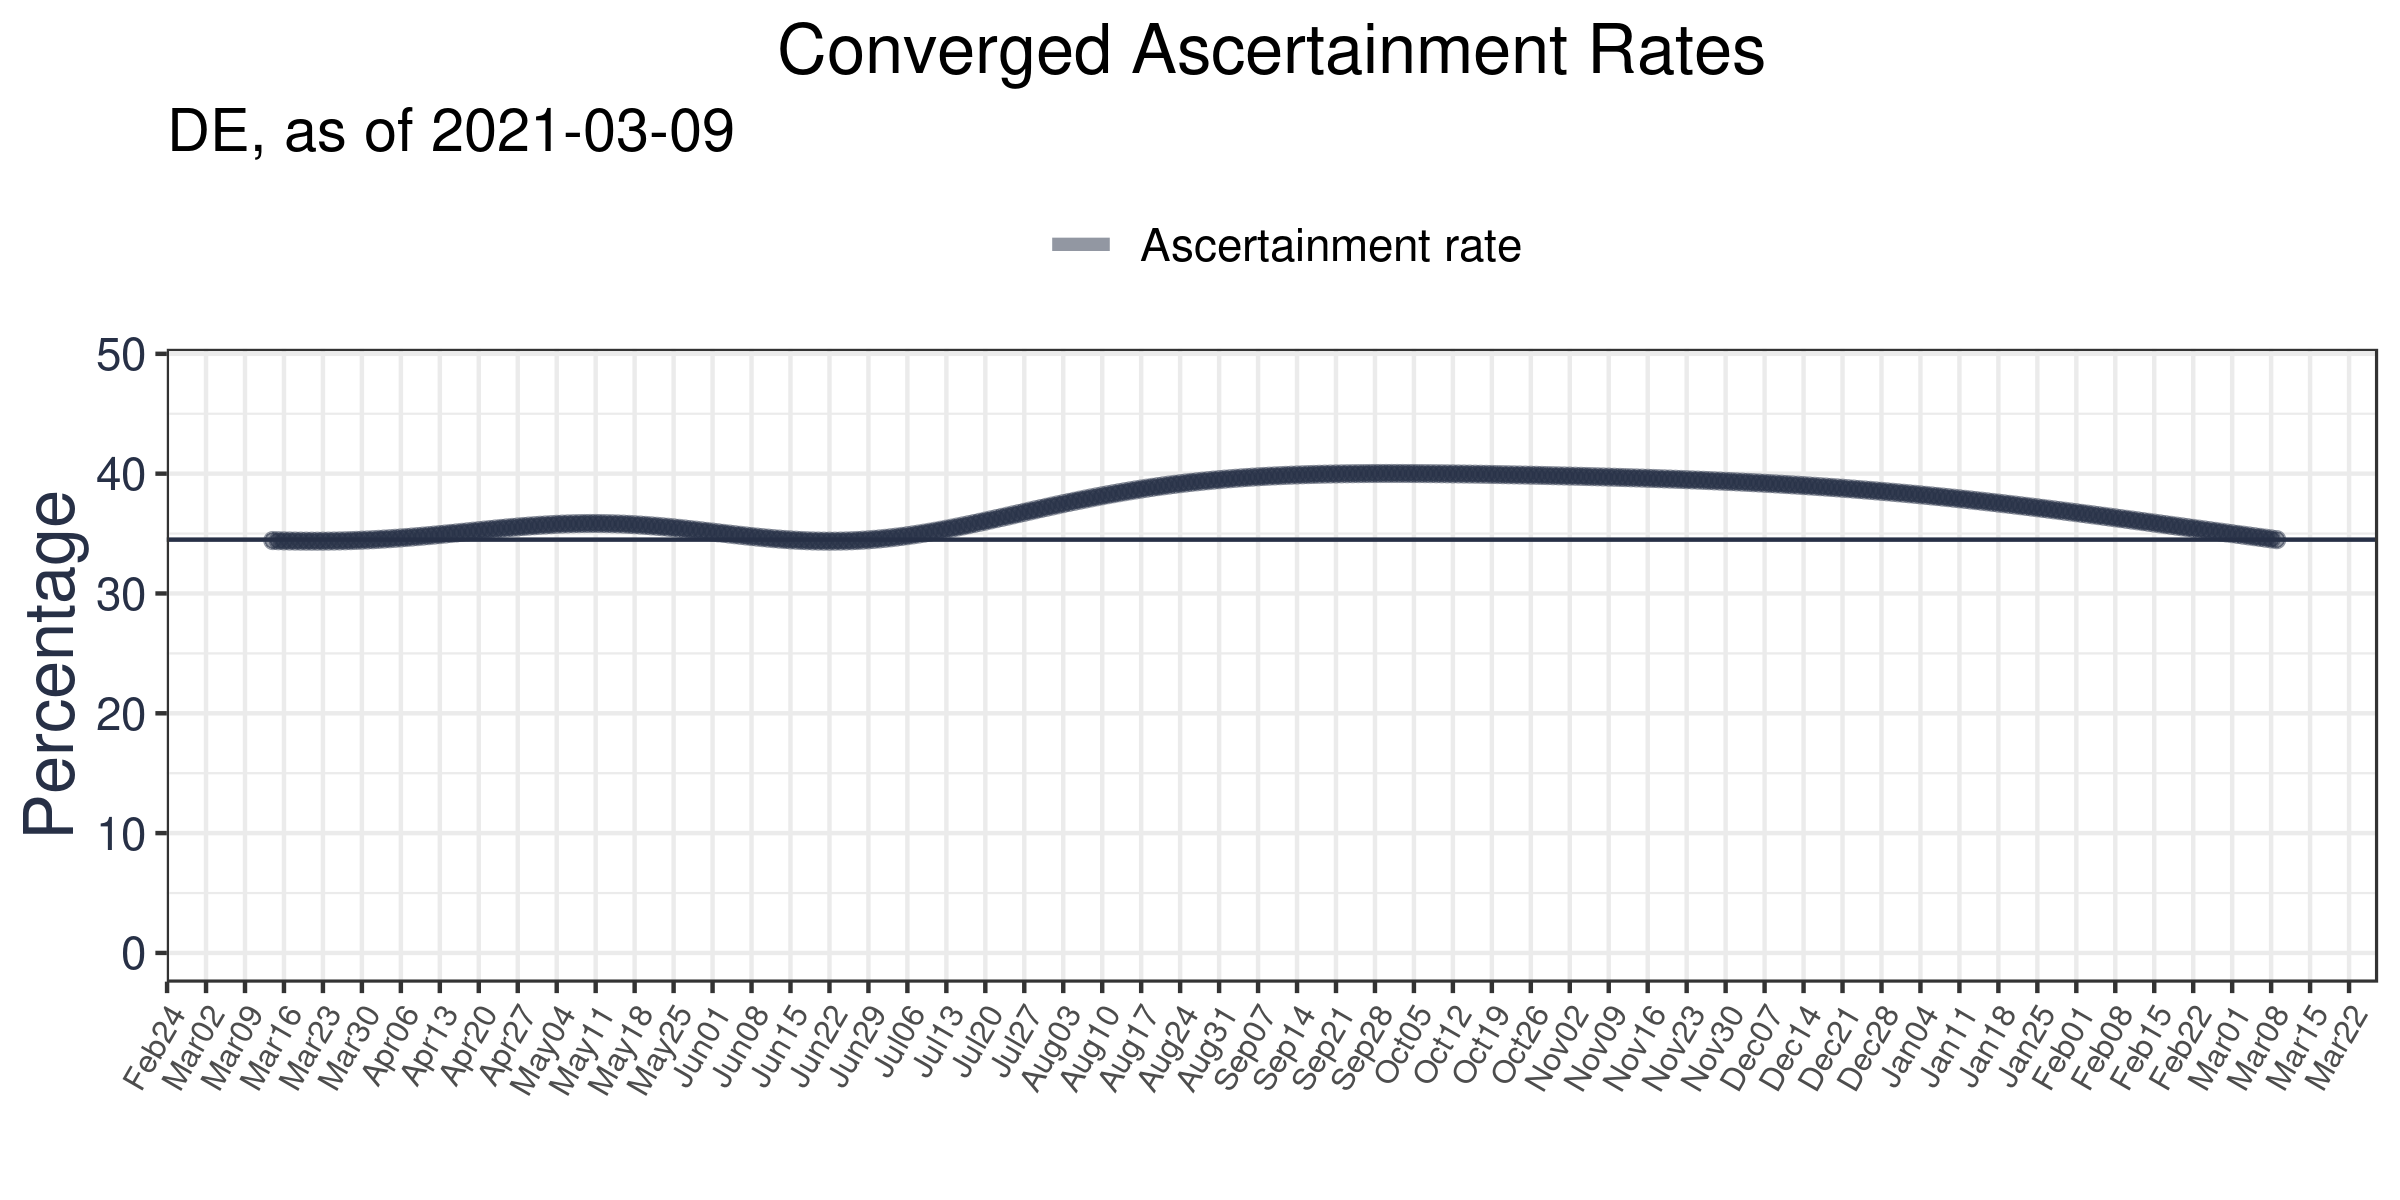 Converged Ascertainment Rates
DE, as of 2021-03-09
Ascertainment rate
Percentage
50
40
30
20
10
0
Feb24
Mar02
Mar09
Mar16
Mar23
Mar30
Apr06
Apr13
Apr20
Apr27
May04
May11
May18
May25
Jun01
Jun08
Jun15
Jun22
Jun29
Jul06
Jul13
Jul20
Jul27
Aug03
Aug10
Aug17
Aug24
Aug31
Sep07
Sep14
Sep21
Sep28
Oct05
Oct12
Oct19
Oct26
Nov02
Nov09
Nov16
Nov23
Nov30
Dec07
Dec14
Dec21
Dec28
Jan04
Jan11
Jan18
Jan25
Feb01
Feb08
Feb15
Feb22
Mar01
Mar08
Mar15
Mar22